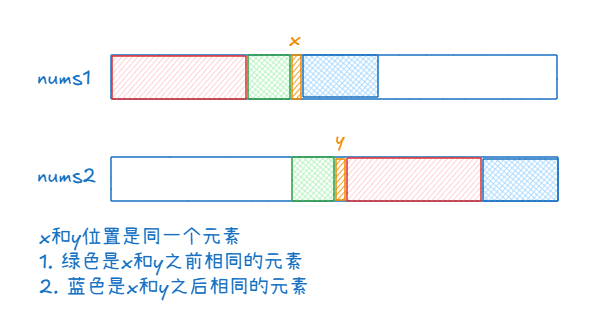 x
nums1
y
nums2
x和y位置是同一个元素
1. 绿色是x和y之前相同的元素
2. 蓝色是x和y之后相同的元素